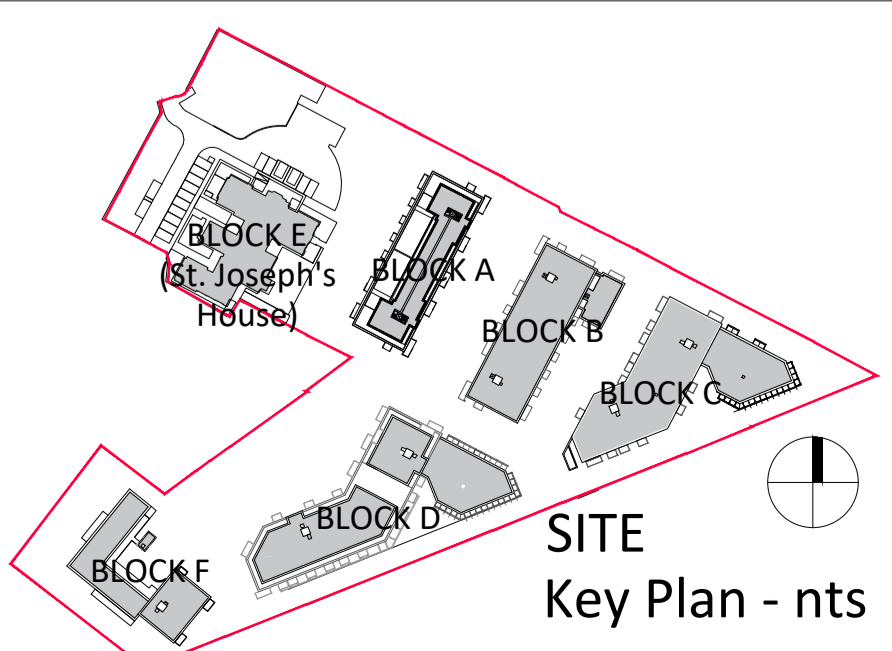 BLOCK E
(St. Joseph's
House)
BLOCK A
BLOCK B
BLOCK C
BLOCK D
BLOCK F
SITE
Key Plan - nts